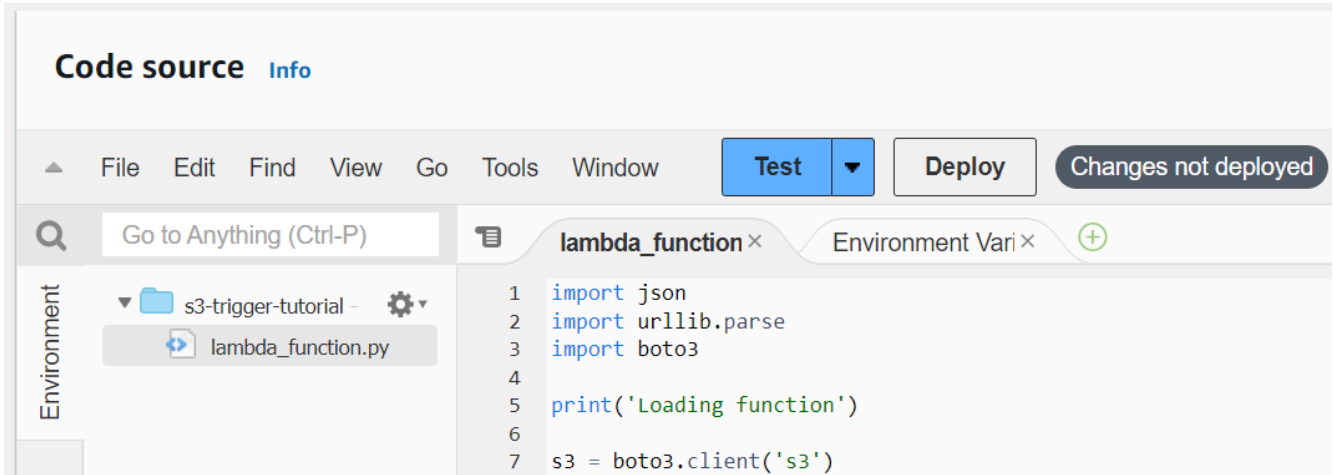 Code source Info
File Edit Find View Go Tools Window Test Deploy Changes not deployed
Go to Anything (Ctrl-P)
lambda_function × Environment Vari ×
Environment
s3-trigger-tutorial -
lambda_function.py
1 import json
2 import urllib.parse
3 import boto3
4
5 print('Loading function')
6
7 s3 = boto3.client('s3')